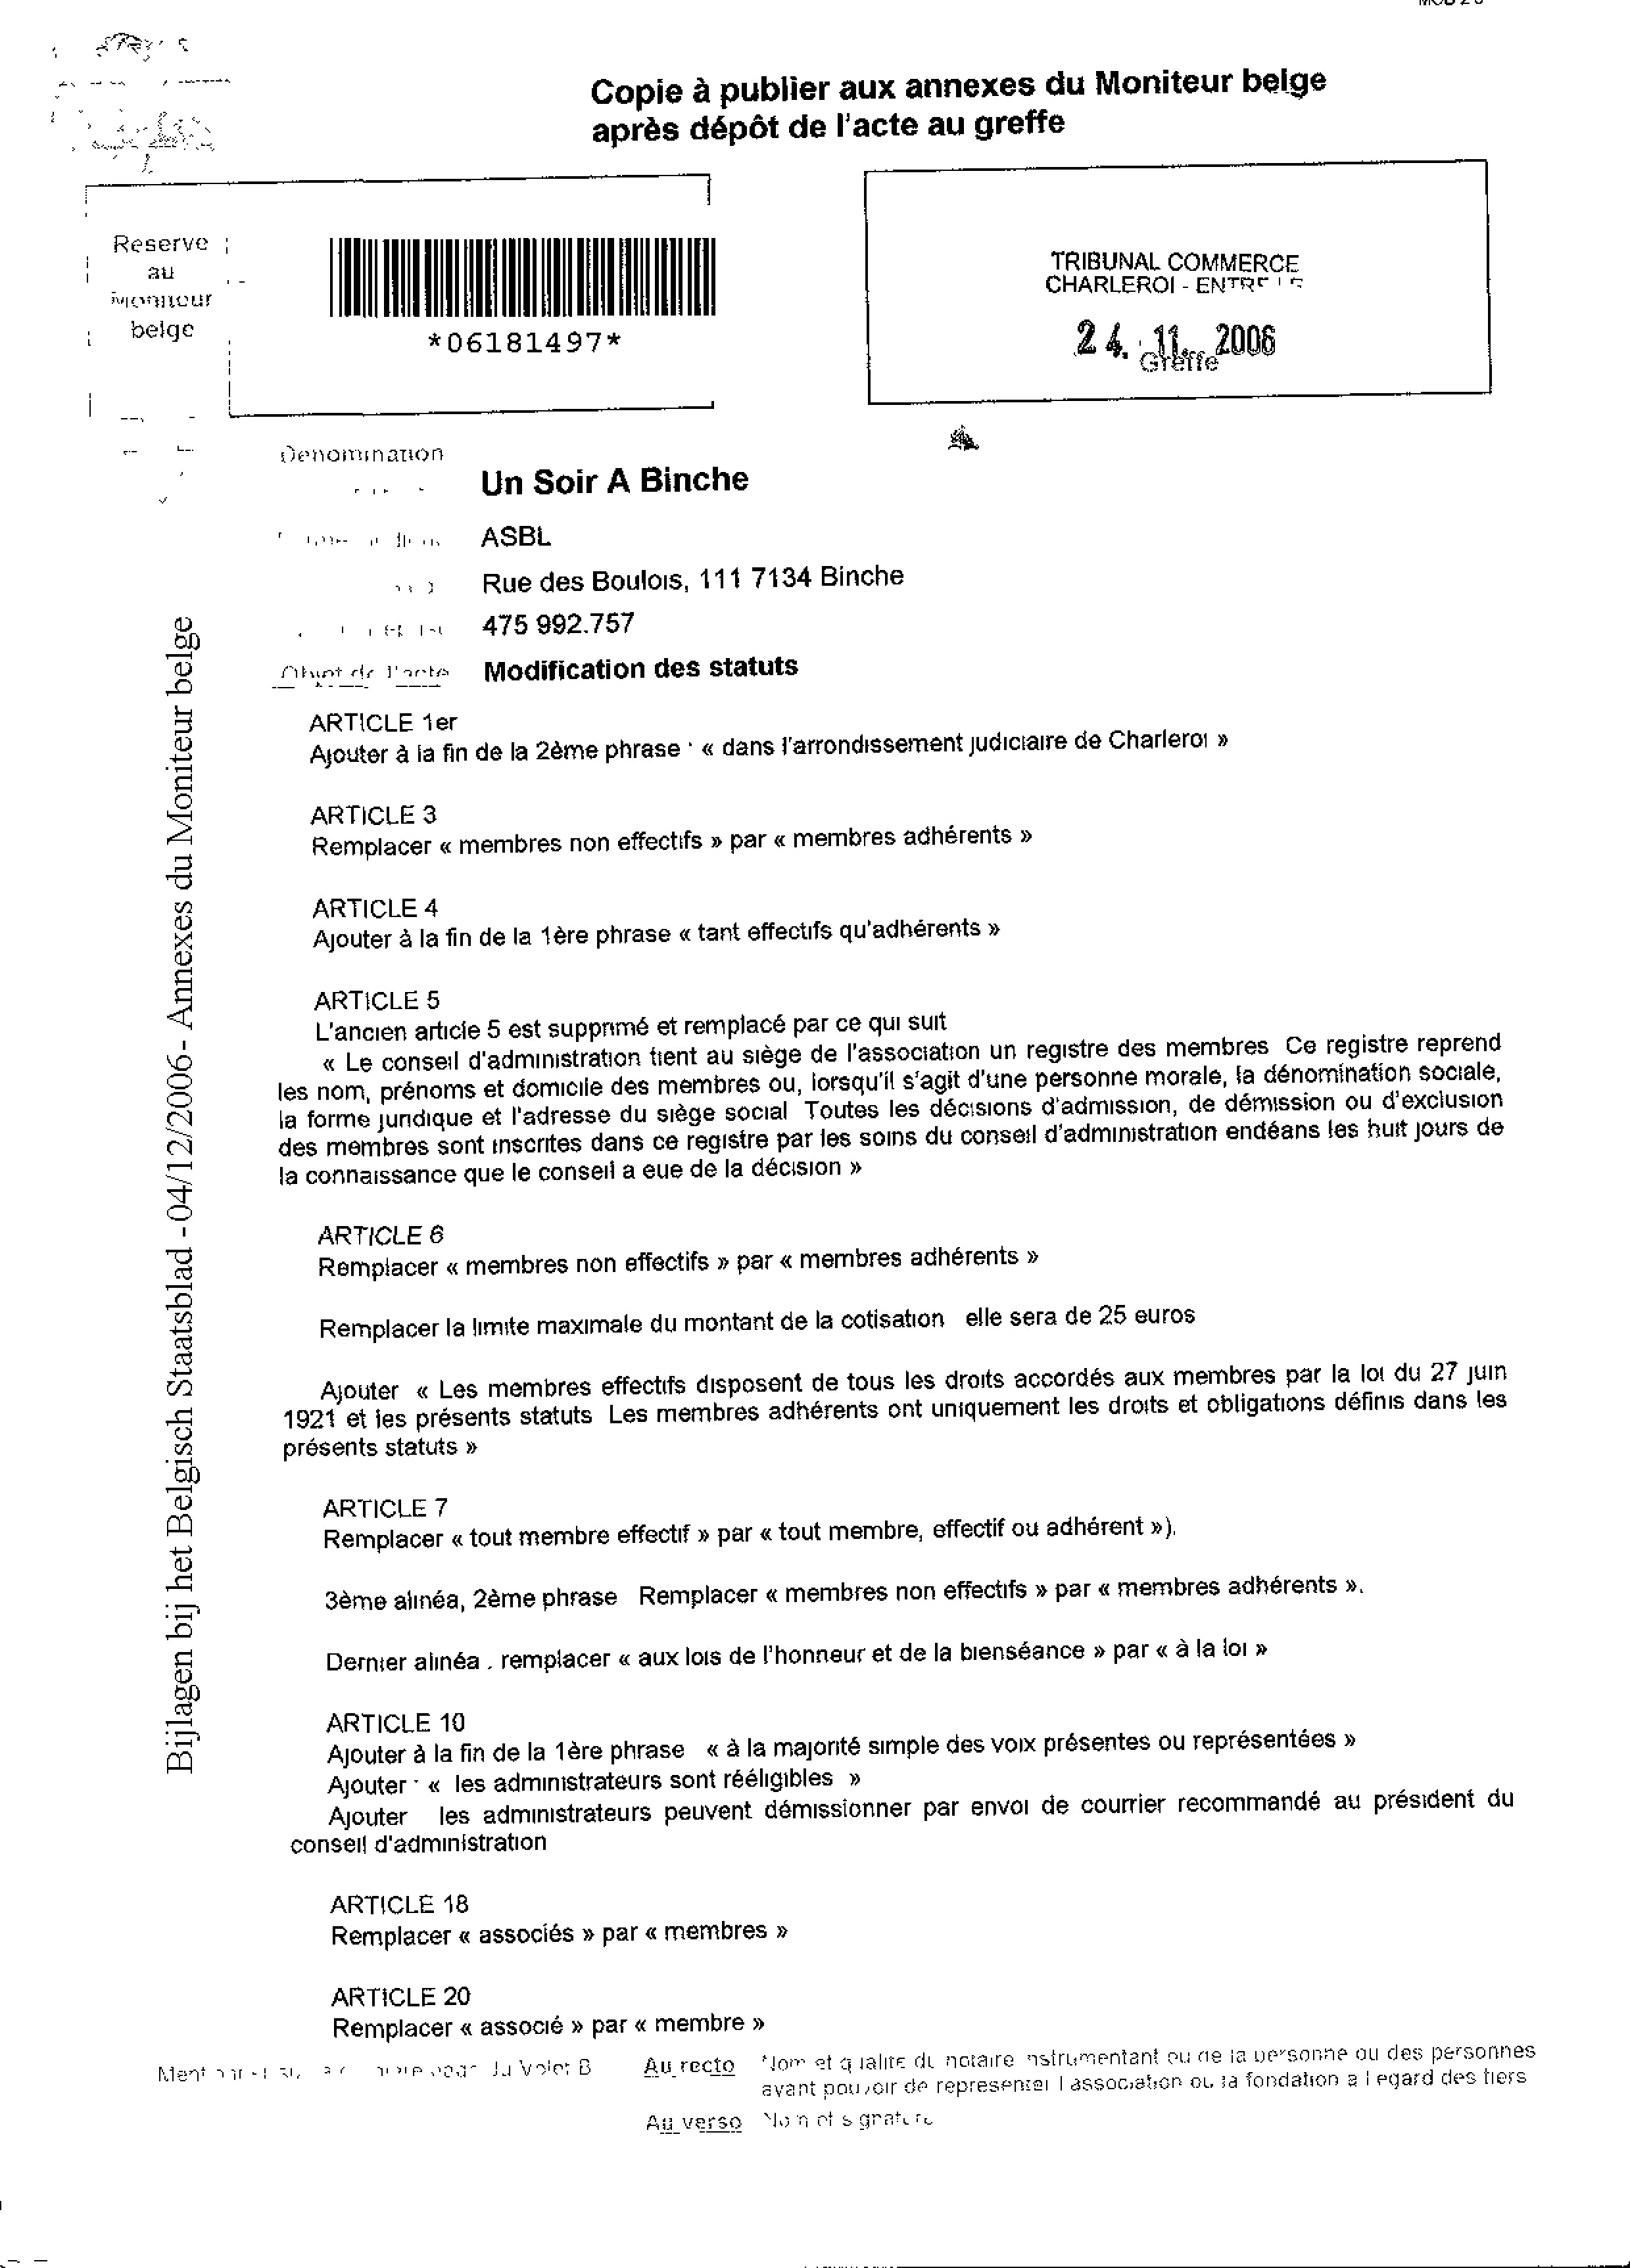 Copie à publier aux annexes du Moniteur belge
après dépôt de l'acte au greffe
Reserve
au
Moniteur
belge
*06181497*
TRIBUNAL COMMERCE
CHARLEROI -
24. 11. 2006
Greffe
Denomination
Un Soir A Binche
ASBL
Rue des Boulois, 111 7134 Binche
475 992.757
Objet de l'acte Modification des statuts
ARTICLE 1er
Ajouter à la fin de la 2ème phrase : « dans l'arrondissement judiciaire de Charleroi »
ARTICLE 3
Remplacer « membres non effectifs » par « membres adhérents »
ARTICLE 4
Ajouter à la fin de la 1ère phrase « tant effectifs qu'adhérents »
ARTICLE 5
L'ancien article 5 est supprimé et remplacé par ce qui suit
« Le conseil d'administration tient au siège de l'association un registre des membres Ce registre reprend
les nom, prénoms et domicile des membres ou, lorsqu'il s'agit d'une personne morale, la dénomination sociale,
la forme juridique et l'adresse du siège social Toutes les décisions d'admission, de démission ou d'exclusion
des membres sont inscrites dans ce registre par les soins du conseil d'administration endéans les huit jours de
la connaissance que le conseil a eue de la décision »
ARTICLE 6
Remplacer « membres non effectifs » par « membres adhérents »
Remplacer la limite maximale du montant de la cotisation elle sera de 25 euros
Ajouter « Les membres effectifs disposent de tous les droits accordés aux membres par la loi du 27 juin
1921 et les présents statuts Les membres adhérents ont uniquement les droits et obligations définis dans les
présents statuts »
ARTICLE 7
Remplacer « tout membre effectif » par « tout membre, effectif ou adhérent »).
3ème alinéa, 2ème phrase Remplacer « membres non effectifs » par « membres adhérents ».
Dernier alinéa . remplacer « aux lois de l'honneur et de la bienséance » par « à la loi »
ARTICLE 10
Ajouter à la fin de la 1ère phrase « à la majorité simple des voix présentes ou représentées »
Ajouter : « les administrateurs sont rééligibles »
Ajouter les administrateurs peuvent démissionner par envoi de courrier recommandé au président du
conseil d'administration
ARTICLE 18
Remplacer « associés » par « membres »
ARTICLE 20
Remplacer « associé » par « membre »
du Volet B Au recto Nom et qualite du notaire instrumentant ou de la personne ou des personnes
ayant pouvoir de representer l association ou la fondation a l egard des tiers
Au verso Nom et signature
Bijlagen bij het Belgisch Staatsblad - 04/12/2006 - Annexes du Moniteur belge